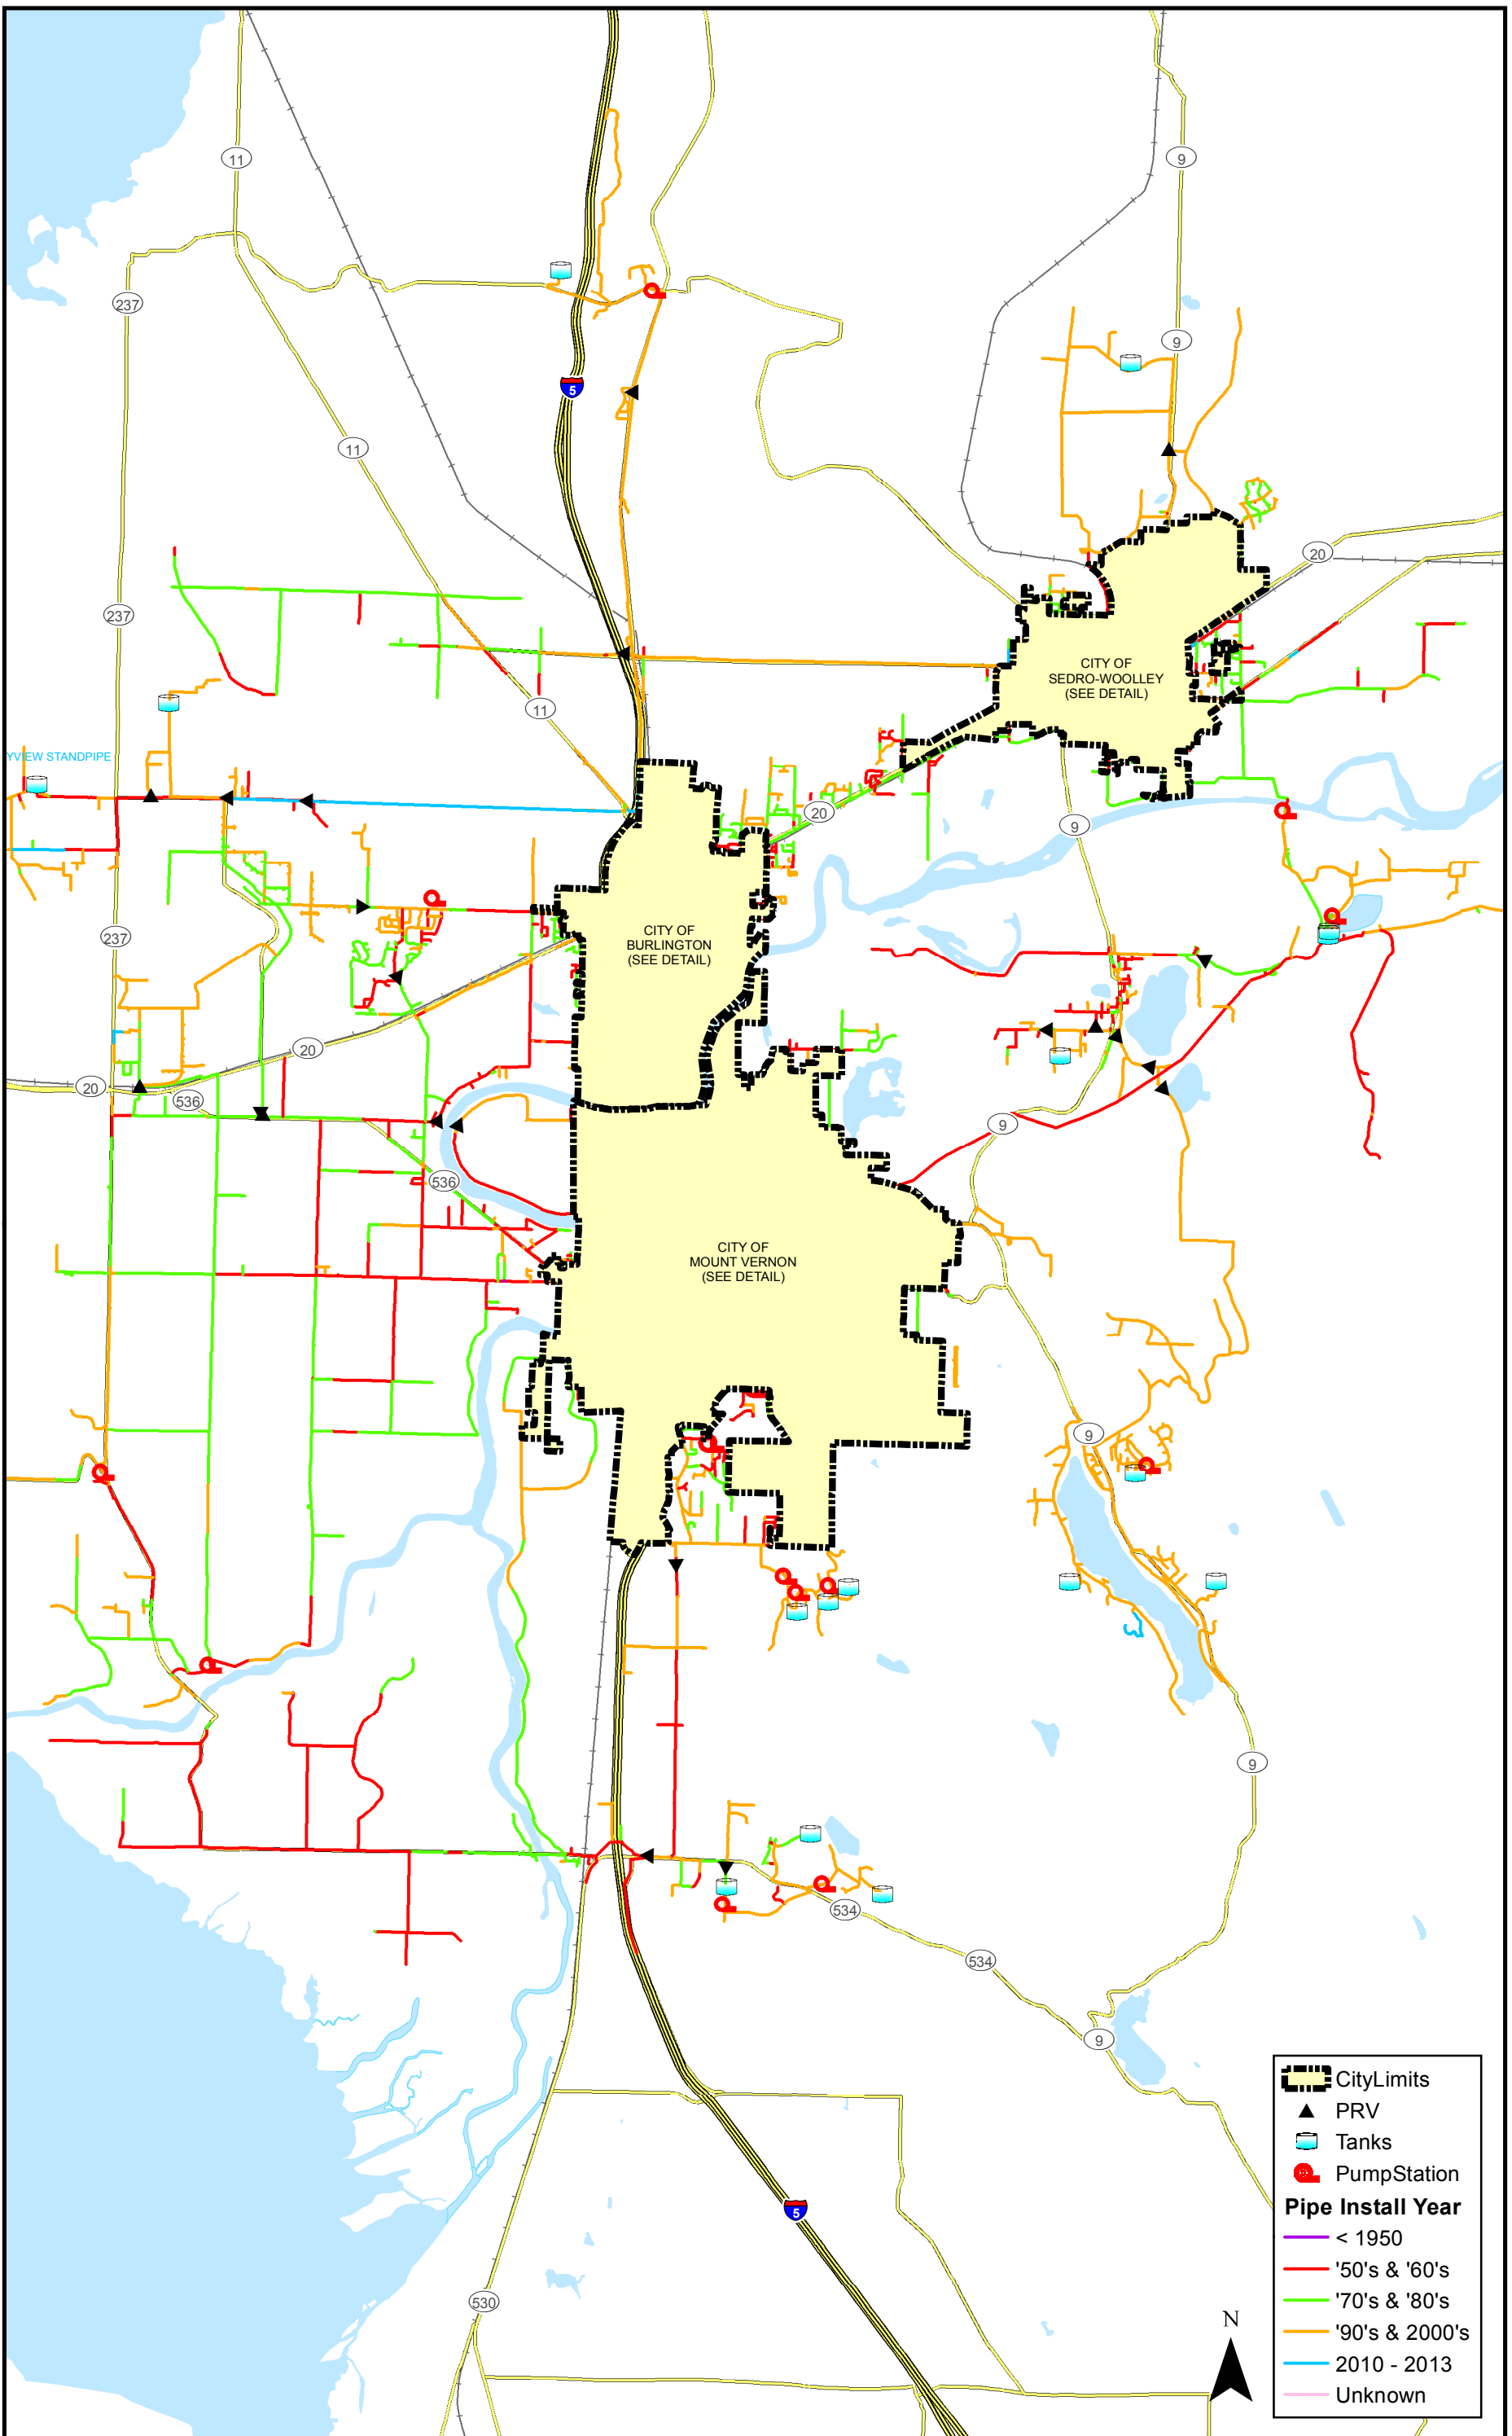 11
9
237
9
5
11
20
237
CITY OF
SEDRO-WOOLLEY
(SEE DETAIL)
11
YVIEW STANDPIPE
20
9
237
CITY OF
BURLINGTON
(SEE DETAIL)
20
20
536
9
536
CITY OF
MOUNT VERNON
(SEE DETAIL)
9
9
534
534
9
5
530
N
CityLimits
PRV
Tanks
PumpStation
Pipe Install Year
< 1950
'50's & '60's
'70's & '80's
'90's & 2000's
2010 - 2013
Unknown